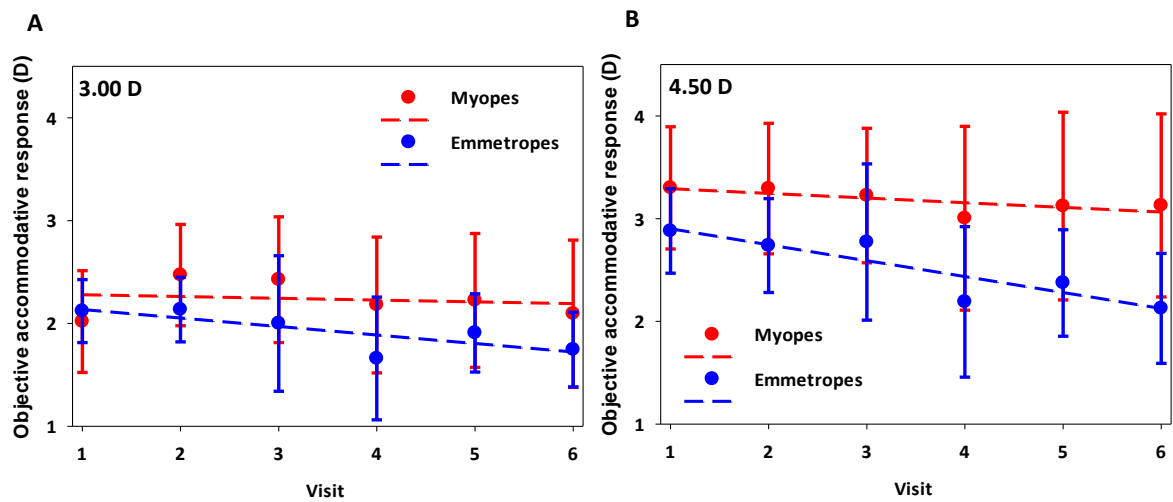 A
Objective accommodative response (D)
3.00 D
Myopes
Emmetropes
4
3
2
1
1 2 3 4 5 6
Visit
B
Objective accommodative response (D)
4.50 D
4
3
2
1
Myopes
Emmetropes
1 2 3 4 5 6
Visit